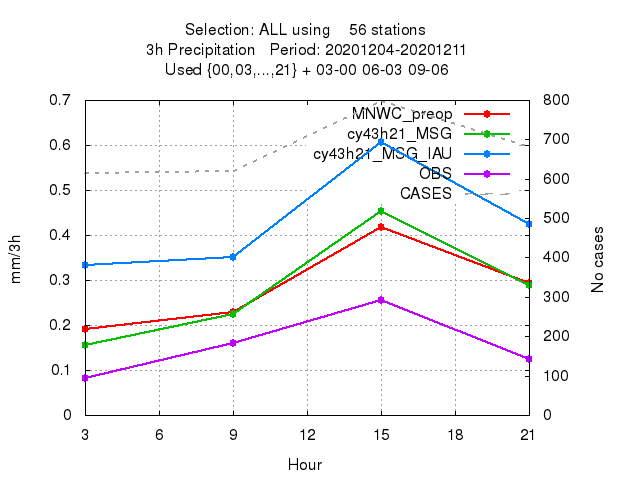 Selection: ALL using 56 stations
3h Precipitation Period: 20201204-20201211
Used {00,03,...,21} + 03-00 06-03 09-06
MNWC_preop
cy43h21_MSG
cy43h21_MSG_IAU
OBS
CASES
0.7
0.6
0.5
0.4
0.3
0.2
0.1
0
mm/3h
800
700
600
500
400
300
200
100
0
No cases
3 6 9 12 15 18 21
Hour